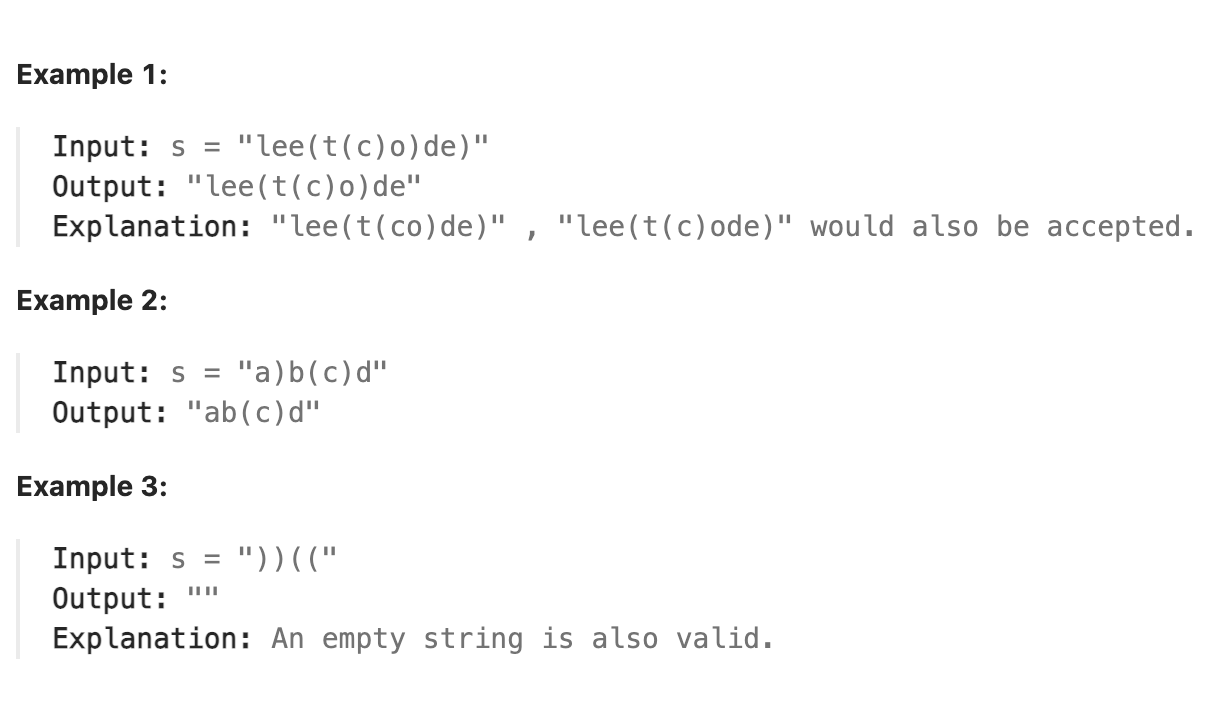 Example 1:
Input: s = "lee(t(c)o)de)"
Output: "lee(t(c)o)de"
Explanation: "lee(t(co)de)" , "lee(t(c)ode)" would also be accepted.
Example 2:
Input: s = "a)b(c)d"
Output: "ab(c)d"
Example 3:
Input: s = "))(("
Output: ""
Explanation: An empty string is also valid.